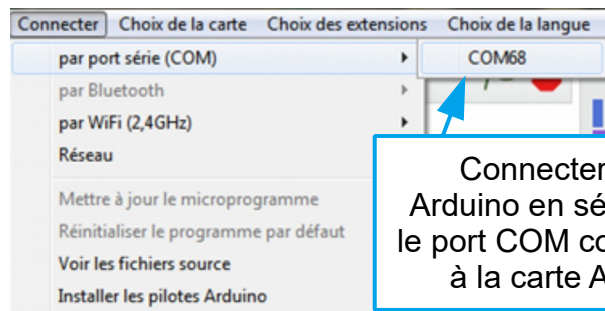 Connecter Choix de la carte Choix des extensions Choix de la langue
par port série (COM)
COM68
par Bluetooth
par WiFi (2,4GHz)
Réseau
Mettre à jour le microprogramme
Réinitialiser le programme par défaut
Voir les fichiers source
Installer les pilotes Arduino
Connecter
Arduino en sé
le port COM co
à la carte A